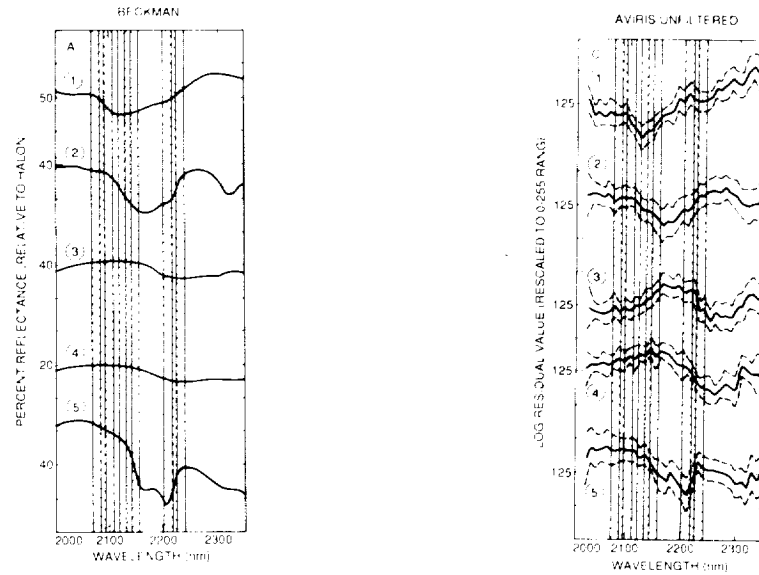 BECKMAN
A
(1)
50
(2)
40
(3)
40
(4)
20
(5)
40
2000 2100 2200 2300
WAVELENGTH (nm)
PERCENT REFLECTANCE (RELATIVE TO HALON)
AVIRIS UNFILTERED
C
1
125
(2)
125
3
125
125
4
125
5
2000 2100 2200 2300
WAVELENGTH (nm)
LOG RESIDUAL VALUE (RESCALED TO 0.255 RANGE)